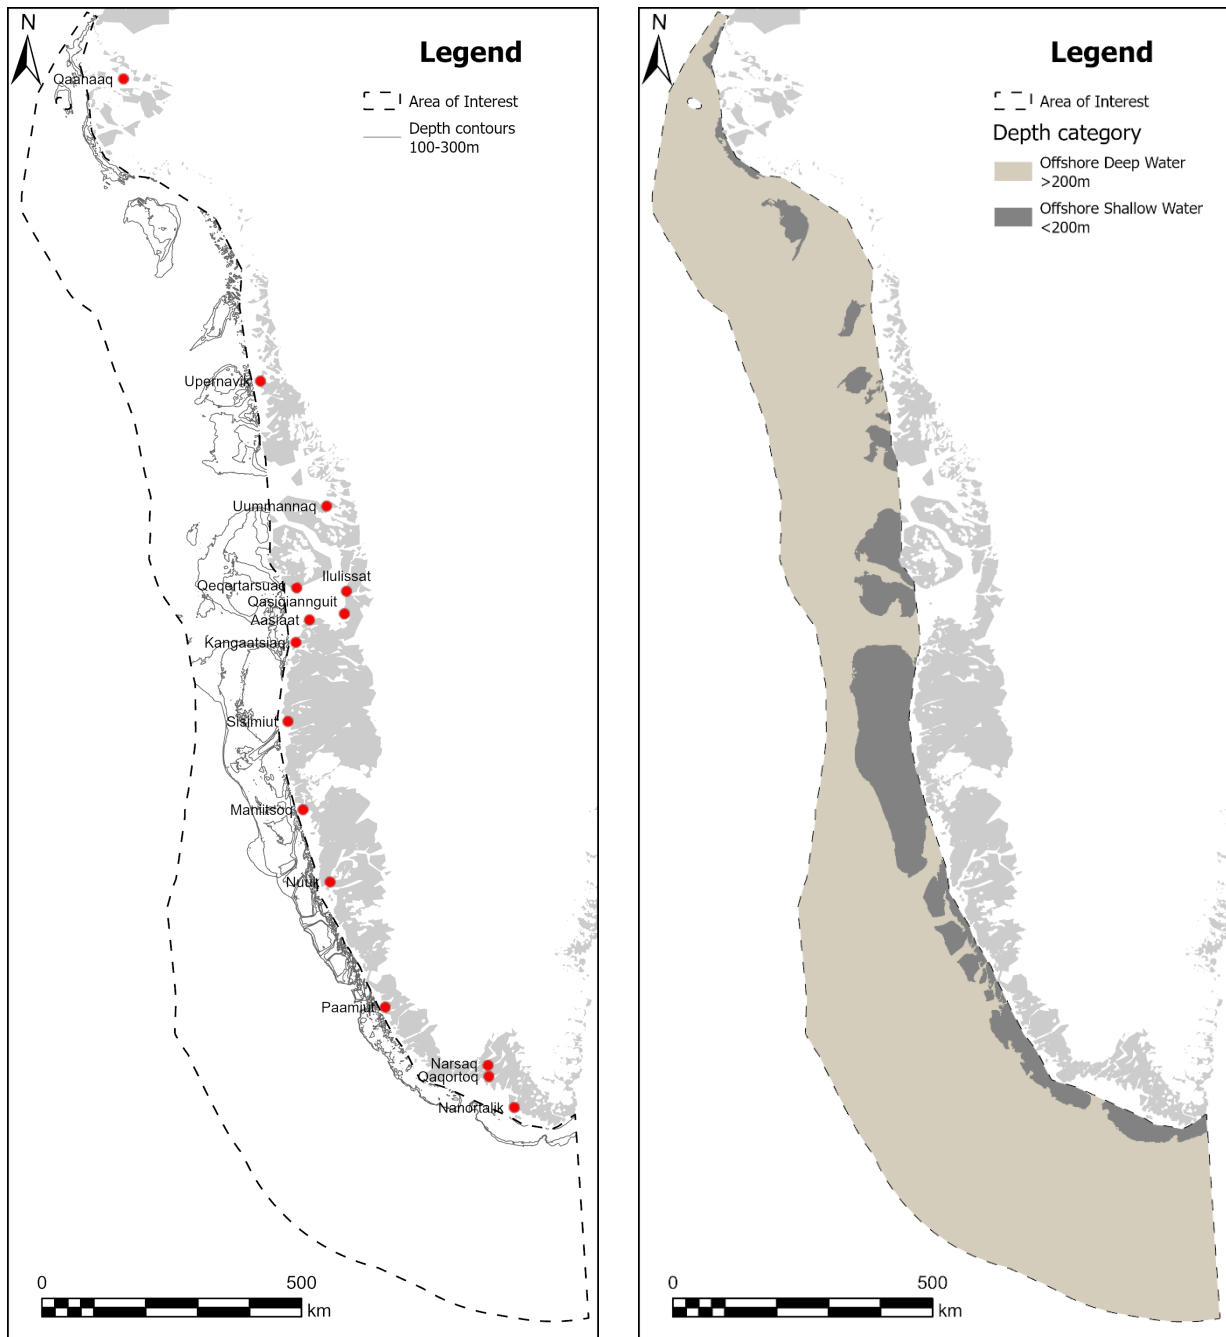 N
Legend
Area of Interest
Depth contours
100-300m
Qaanaaq
Upernavik
Uummannaq
Ilulissat
Qeqertarsuaq
Qasigiannguit
Aasiaat
Kangaatsiaq
Sisimiut
Maniitsoq
Nuuk
Paamiut
Narsaq
Qaqortoq
Nanortalik
0 500
km
N
Legend
Area of Interest
Depth category
Offshore Deep Water
>200m
Offshore Shallow Water
<200m
0 500
km